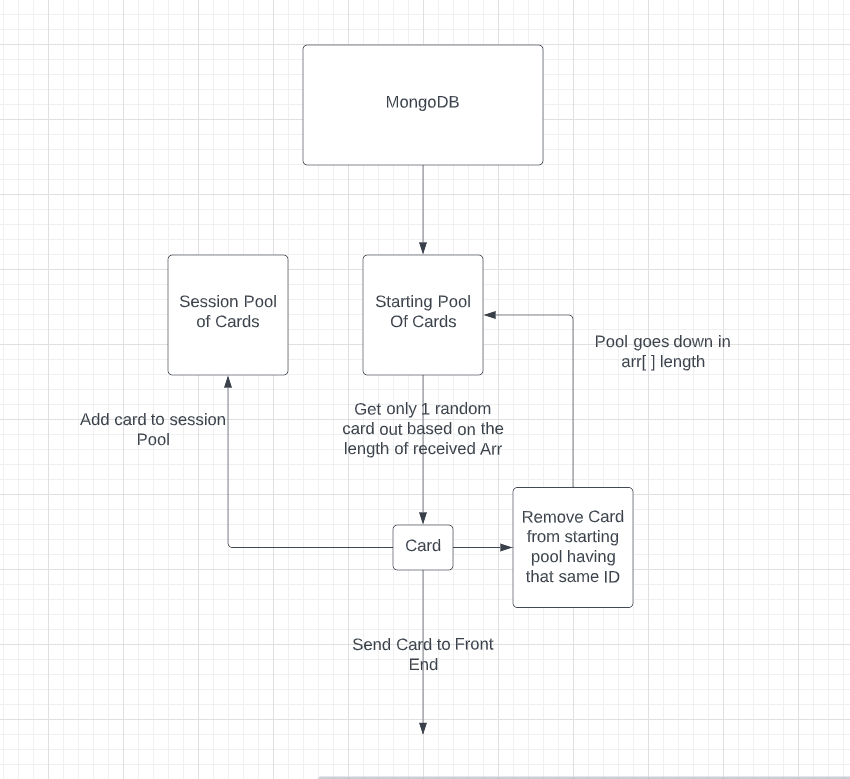 MongoDB
Session Pool
of Cards
Starting Pool
Of Cards
Pool goes down in
arr[ ] length
Add card to session
Pool
Get only 1 random
card out based on the
length of received Arr
Card
Remove Card
from starting
pool having
that same ID
Send Card to Front
End